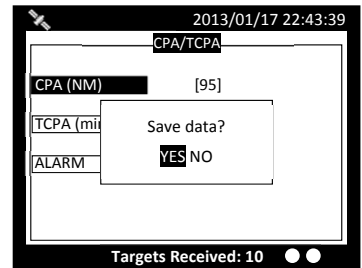 2013/01/17 22:43:39
CPA/TCPA
CPA (NM) [95]
TCPA (mi
Save data?
YES NO
ALARM
Targets Received: 10